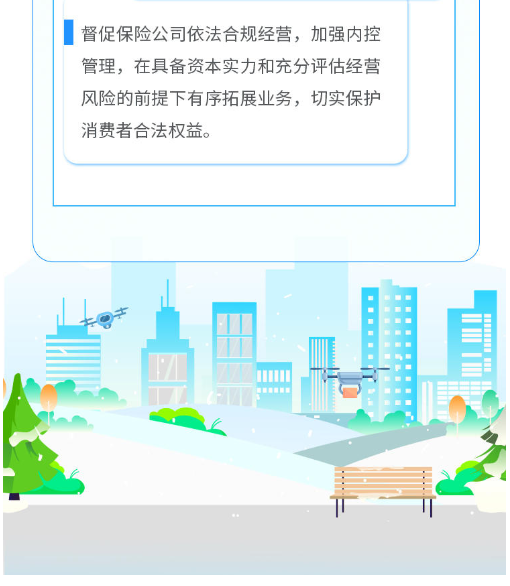 督促保险公司依法合规经营，加强内控
管理，在具备资本实力和充分评估经营
风险的前提下有序拓展业务，切实保护
消费者合法权益。